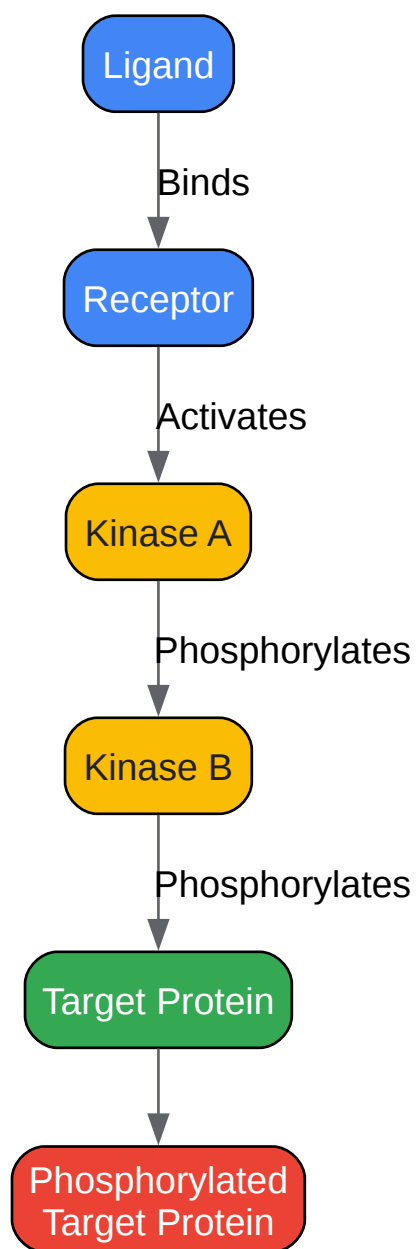 Ligand
Binds
Receptor
Activates
Kinase A
Phosphorylates
Kinase B
Phosphorylates
Target Protein
Phosphorylated
Target Protein